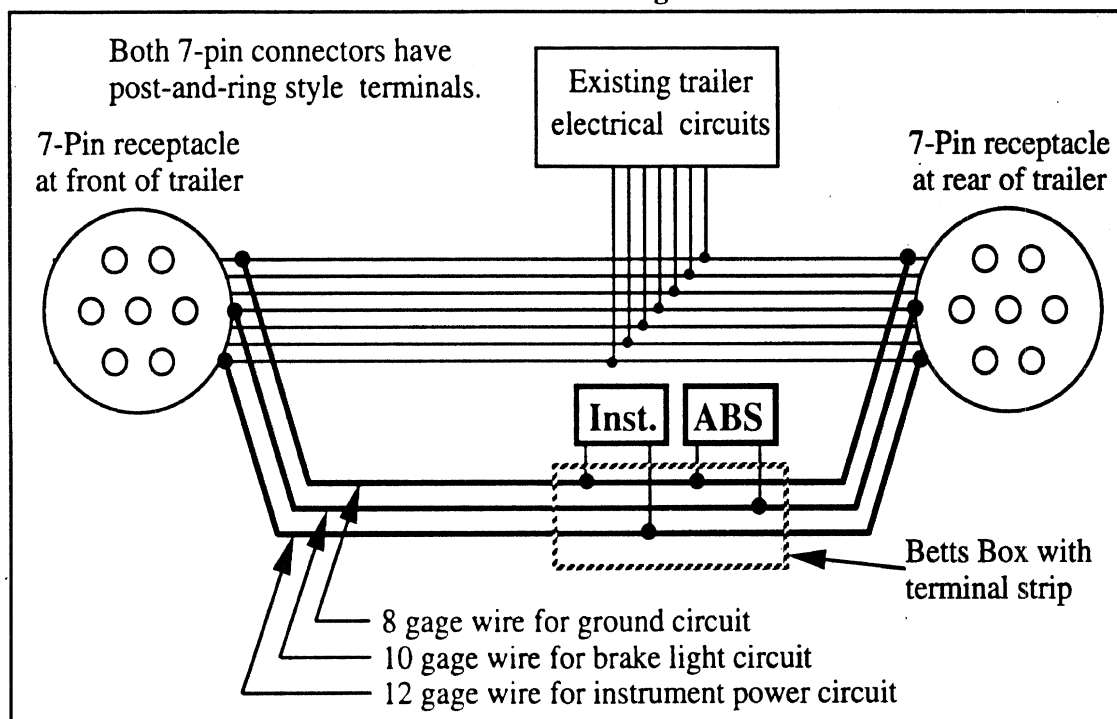 Both 7-pin connectors have
post-and-ring style terminals.
Existing trailer
electrical circuits
7-Pin receptacle
at front of trailer
7-Pin receptacle
at rear of trailer
Inst.
ABS
Betts Box with
terminal strip
8 gage wire for ground circuit
10 gage wire for brake light circuit
12 gage wire for instrument power circuit